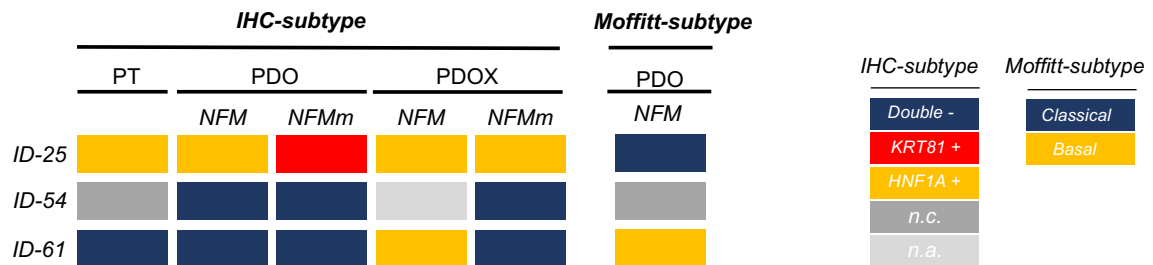 IHC-subtype Moffitt-subtype
PT PDO PDOX PDO IHC-subtype Moffitt-subtype
NFM NFMm NFM NFMm NFM Double - Classical
ID-25 KRT81 + Basal
HNF1A +
ID-54 n.c.
ID-61 n.a.